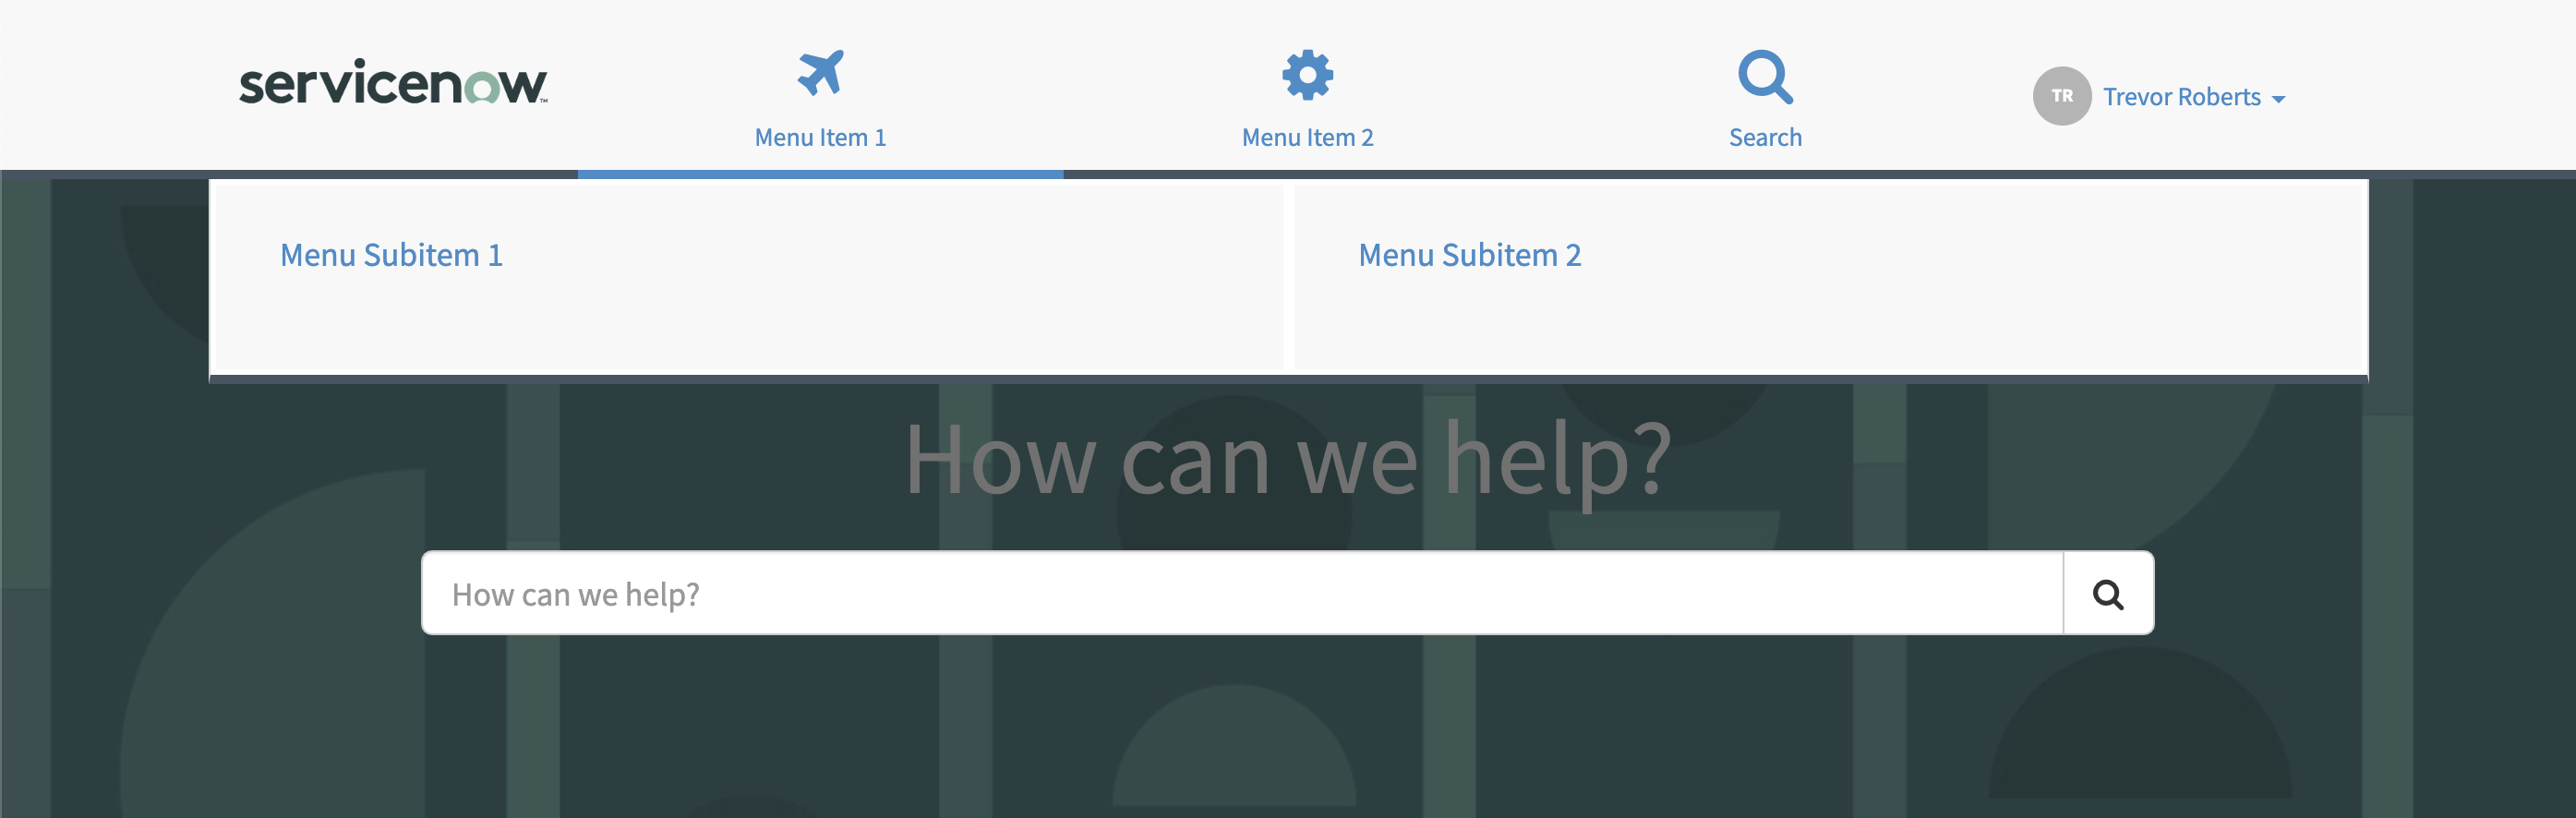 servicenow™
Menu Item 1
Menu Item 2
Search
TR
Trevor Roberts
Menu Subitem 1
Menu Subitem 2
How can we help?
How can we help?